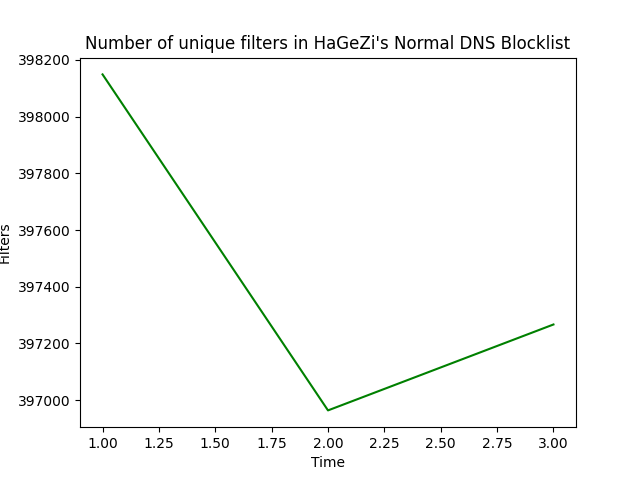 Number of unique filters in HaGeZi's Normal DNS Blocklist
398200
398000
397800
397600
397400
397200
397000
Filters
1.00 1.25 1.50 1.75 2.00 2.25 2.50 2.75 3.00
Time